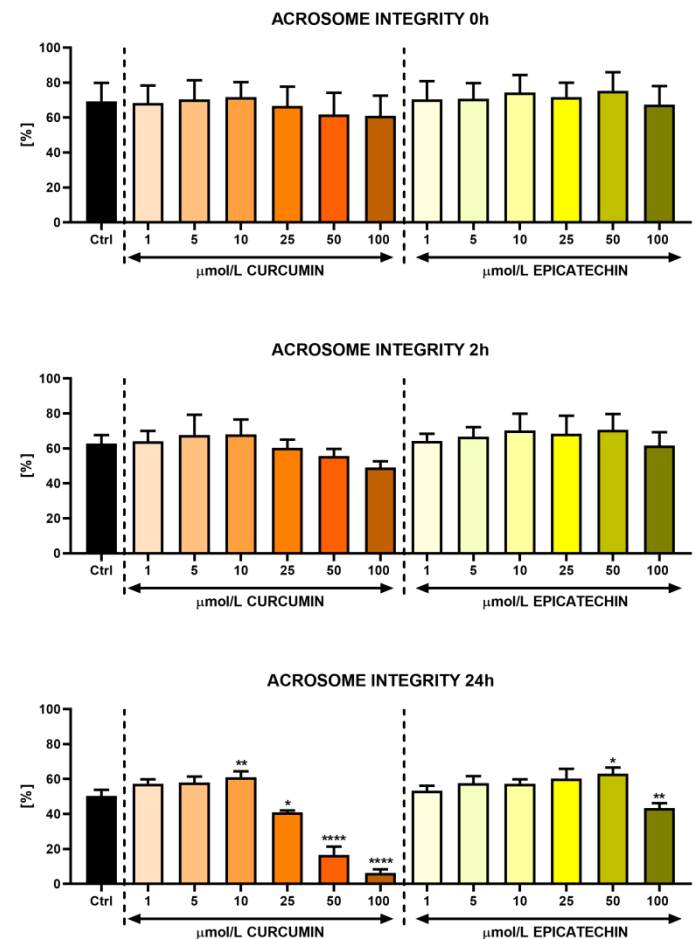 ACROSOME INTEGRITY 0h
100
80
60
40
20
0
[%]
Ctrl 1 5 10 25 50 100 1 5 10 25 50 100
μmol/L CURCUMIN μmol/L EPICATECHIN
ACROSOME INTEGRITY 2h
100
80
60
40
20
0
[%]
Ctrl 1 5 10 25 50 100 1 5 10 25 50 100
μmol/L CURCUMIN μmol/L EPICATECHIN
ACROSOME INTEGRITY 24h
100
80
60
40
20
0
[%]
** * **** **** * **
Ctrl 1 5 10 25 50 100 1 5 10 25 50 100
μmol/L CURCUMIN μmol/L EPICATECHIN